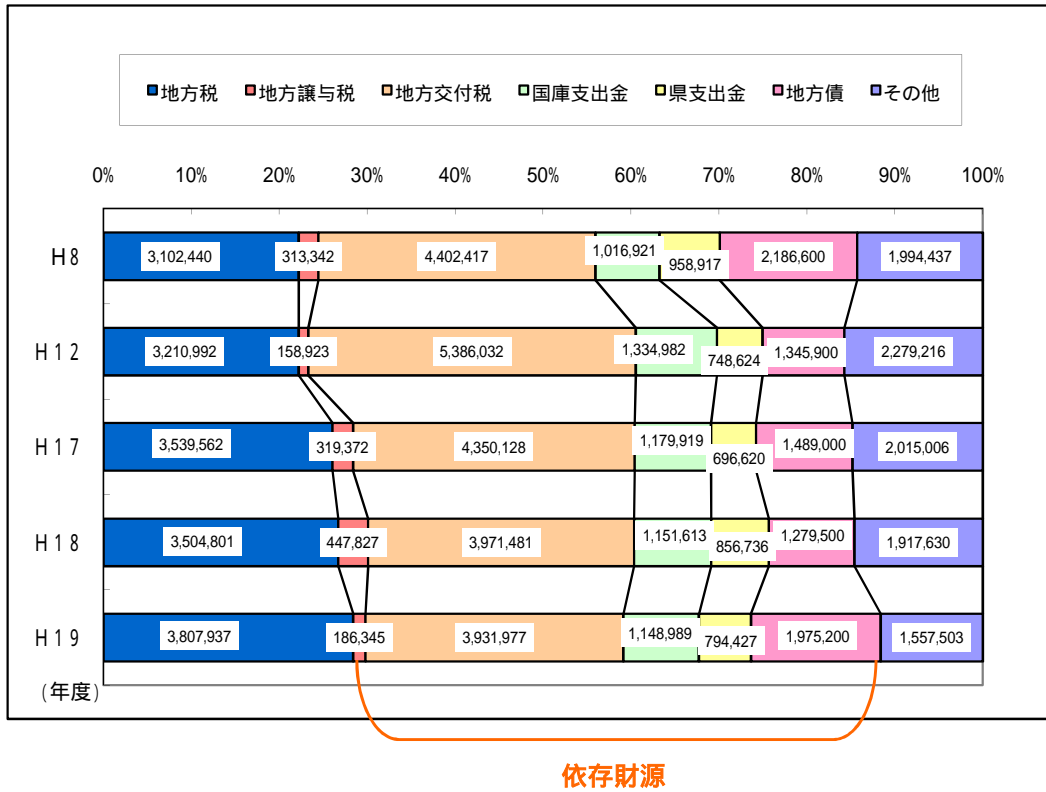 ■地方税 ■地方譲与税 ■地方交付税 ■国庫支出金 ■県支出金 ■地方債 ■その他
0% 10% 20% 30% 40% 50% 60% 70% 80% 90% 100%
H8 3,102,440 313,342 4,402,417 1,016,921 958,917 2,186,600 1,994,437
H12 3,210,992 158,923 5,386,032 1,334,982 748,624 1,345,900 2,279,216
H17 3,539,562 319,372 4,350,128 1,179,919 696,620 1,489,000 2,015,006
H18 3,504,801 447,827 3,971,481 1,151,613 856,736 1,279,500 1,917,630
H19 3,807,937 186,345 3,931,977 1,148,989 794,427 1,975,200 1,557,503
(年度)
依存財源